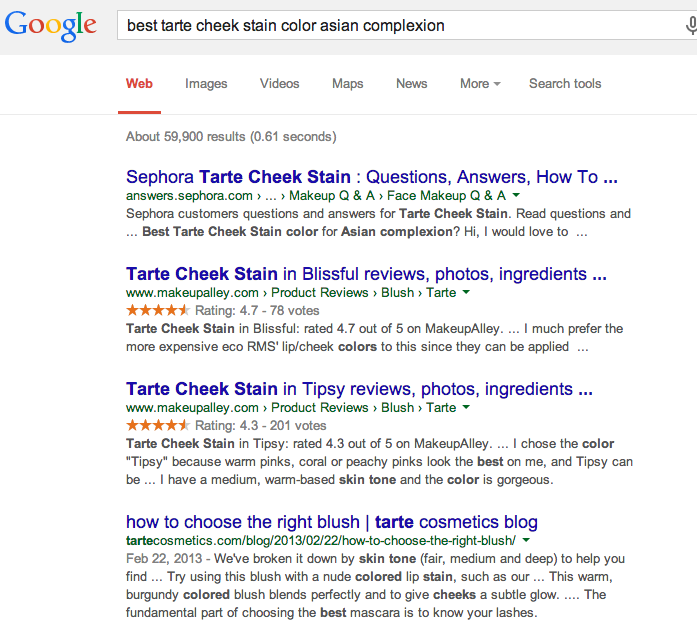 Google
best tarte cheek stain color asian complexion
Web Images Videos Maps News More Search tools
About 59,900 results (0.61 seconds)
Sephora Tarte Cheek Stain : Questions, Answers, How To ...
answers.sephora.com › ... › Makeup Q & A › Face Makeup Q & A
Sephora customers questions and answers for Tarte Cheek Stain. Read questions and
... Best Tarte Cheek Stain color for Asian complexion? Hi, I would love to ...
Tarte Cheek Stain in Blissful reviews, photos, ingredients ...
www.makeupalley.com › Product Reviews › Blush › Tarte
Rating: 4.7 - 78 votes
Tarte Cheek Stain in Blissful: rated 4.7 out of 5 on MakeupAlley. ... I much prefer the
more expensive eco RMS' lip/cheek colors to this since they can be applied ...
Tarte Cheek Stain in Tipsy reviews, photos, ingredients ...
www.makeupalley.com › Product Reviews › Blush › Tarte
Rating: 4.3 - 201 votes
Tarte Cheek Stain in Tipsy: rated 4.3 out of 5 on MakeupAlley. ... I chose the color
"Tipsy" because warm pinks, coral or peachy pinks look the best on me, and Tipsy can
be ... I have a medium, warm-based skin tone and the color is gorgeous.
how to choose the right blush | tarte cosmetics blog
tartecosmetics.com/blog/2013/02/22/how-to-choose-the-right-blush/
Feb 22, 2013 - We've broken it down by skin tone (fair, medium and deep) to help you
find ... Try using this blush with a nude colored lip stain, such as our ... This warm,
burgundy colored blush blends perfectly and to give cheeks a subtle glow. .... The
fundamental part of choosing the best mascara is to know your lashes.